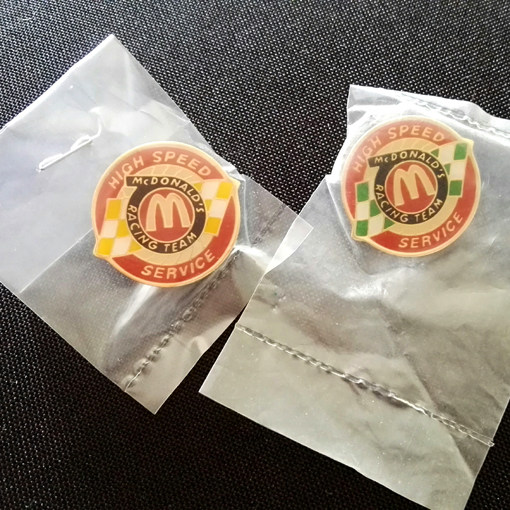 HIGH SPEED
McDONALD'S
M
RACING TEAM
SERVICE
HIGH SPEED
McDONALD'S
M
RACING TEAM
SERVICE